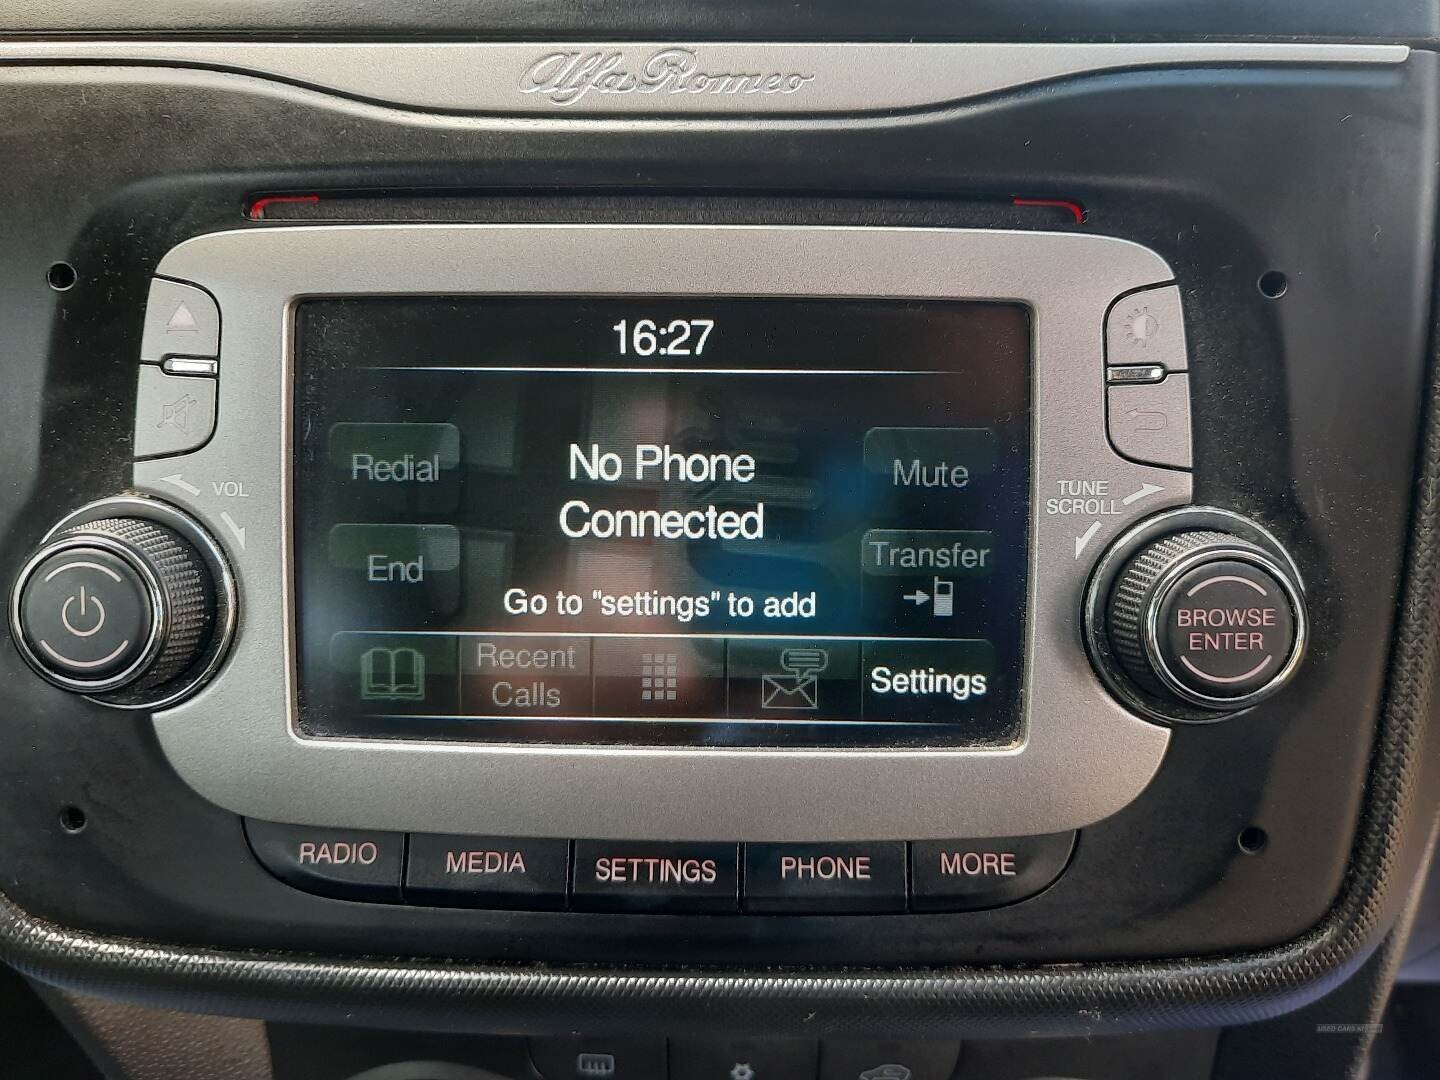 Alfa Romeo
16:27
Redial
No Phone
Connected
Mute
VOL
TUNE
SCROLL
End
Transfer
Go to "settings" to add
BROWSE
ENTER
Recent
Calls
Settings
RADIO
MEDIA
SETTINGS
PHONE
MORE